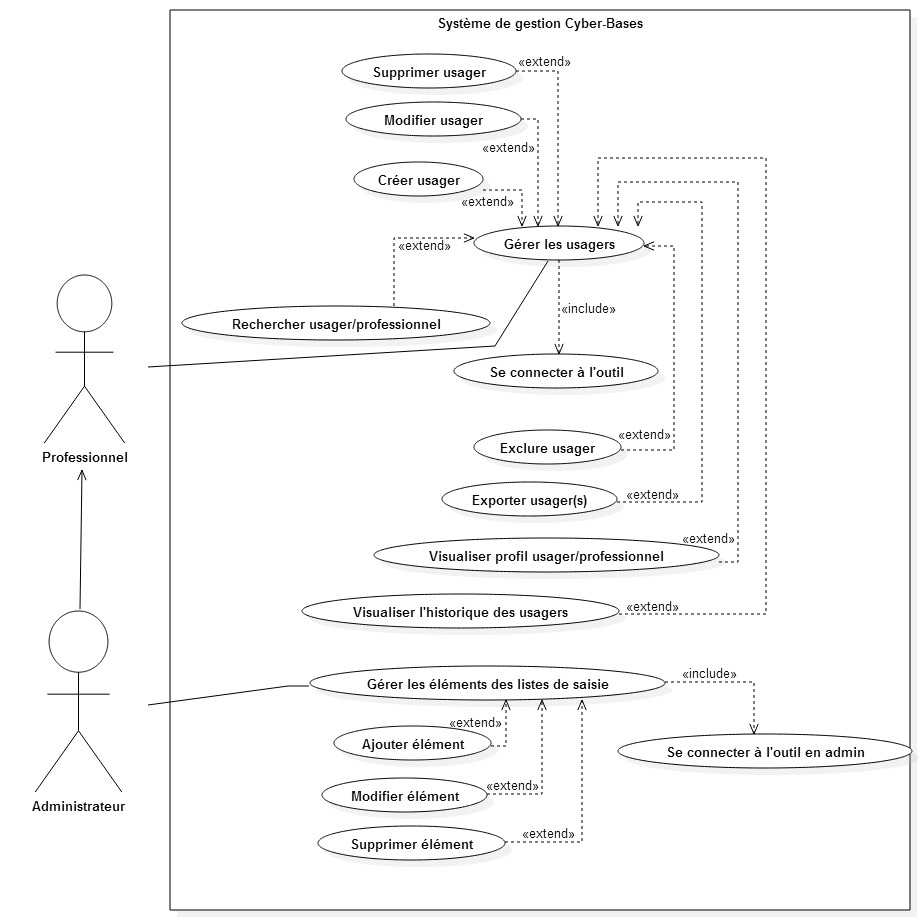 Système de gestion Cyber-Bases
«extend»
Supprimer usager
Modifier usager
«extend»
Créer usager
«extend»
Gérer les usagers
«extend»
«include»
Rechercher usager/professionnel
Se connecter à l'outil
«extend»
Exclure usager
Professionnel
«extend»
Exporter usager(s)
«extend»
Visualiser profil usager/professionnel
«extend»
Visualiser l'historique des usagers
«include»
Gérer les éléments des listes de saisie
«extend»
Ajouter élément
Se connecter à l'outil en admin
«extend»
Modifier élément
Administrateur
«extend»
Supprimer élément